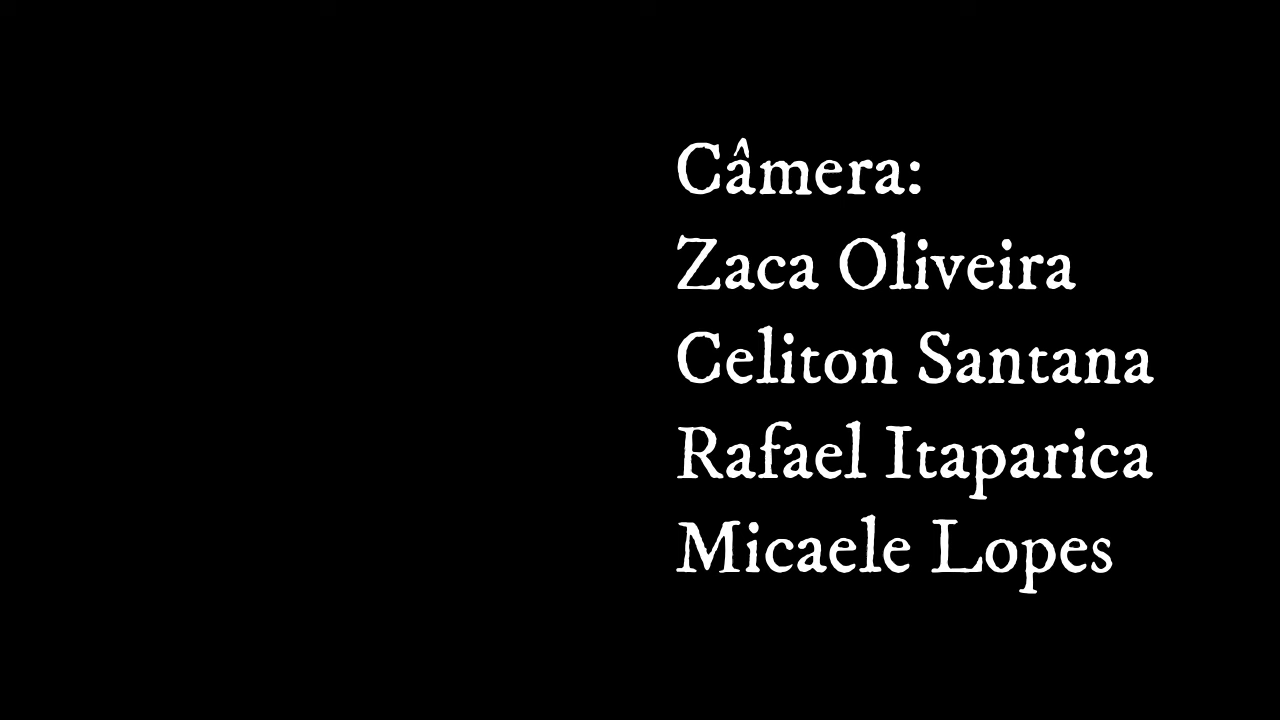 Câmera:
Zaca Oliveira
Celiton Santana
Rafael Itaparica
Micaele Lopes